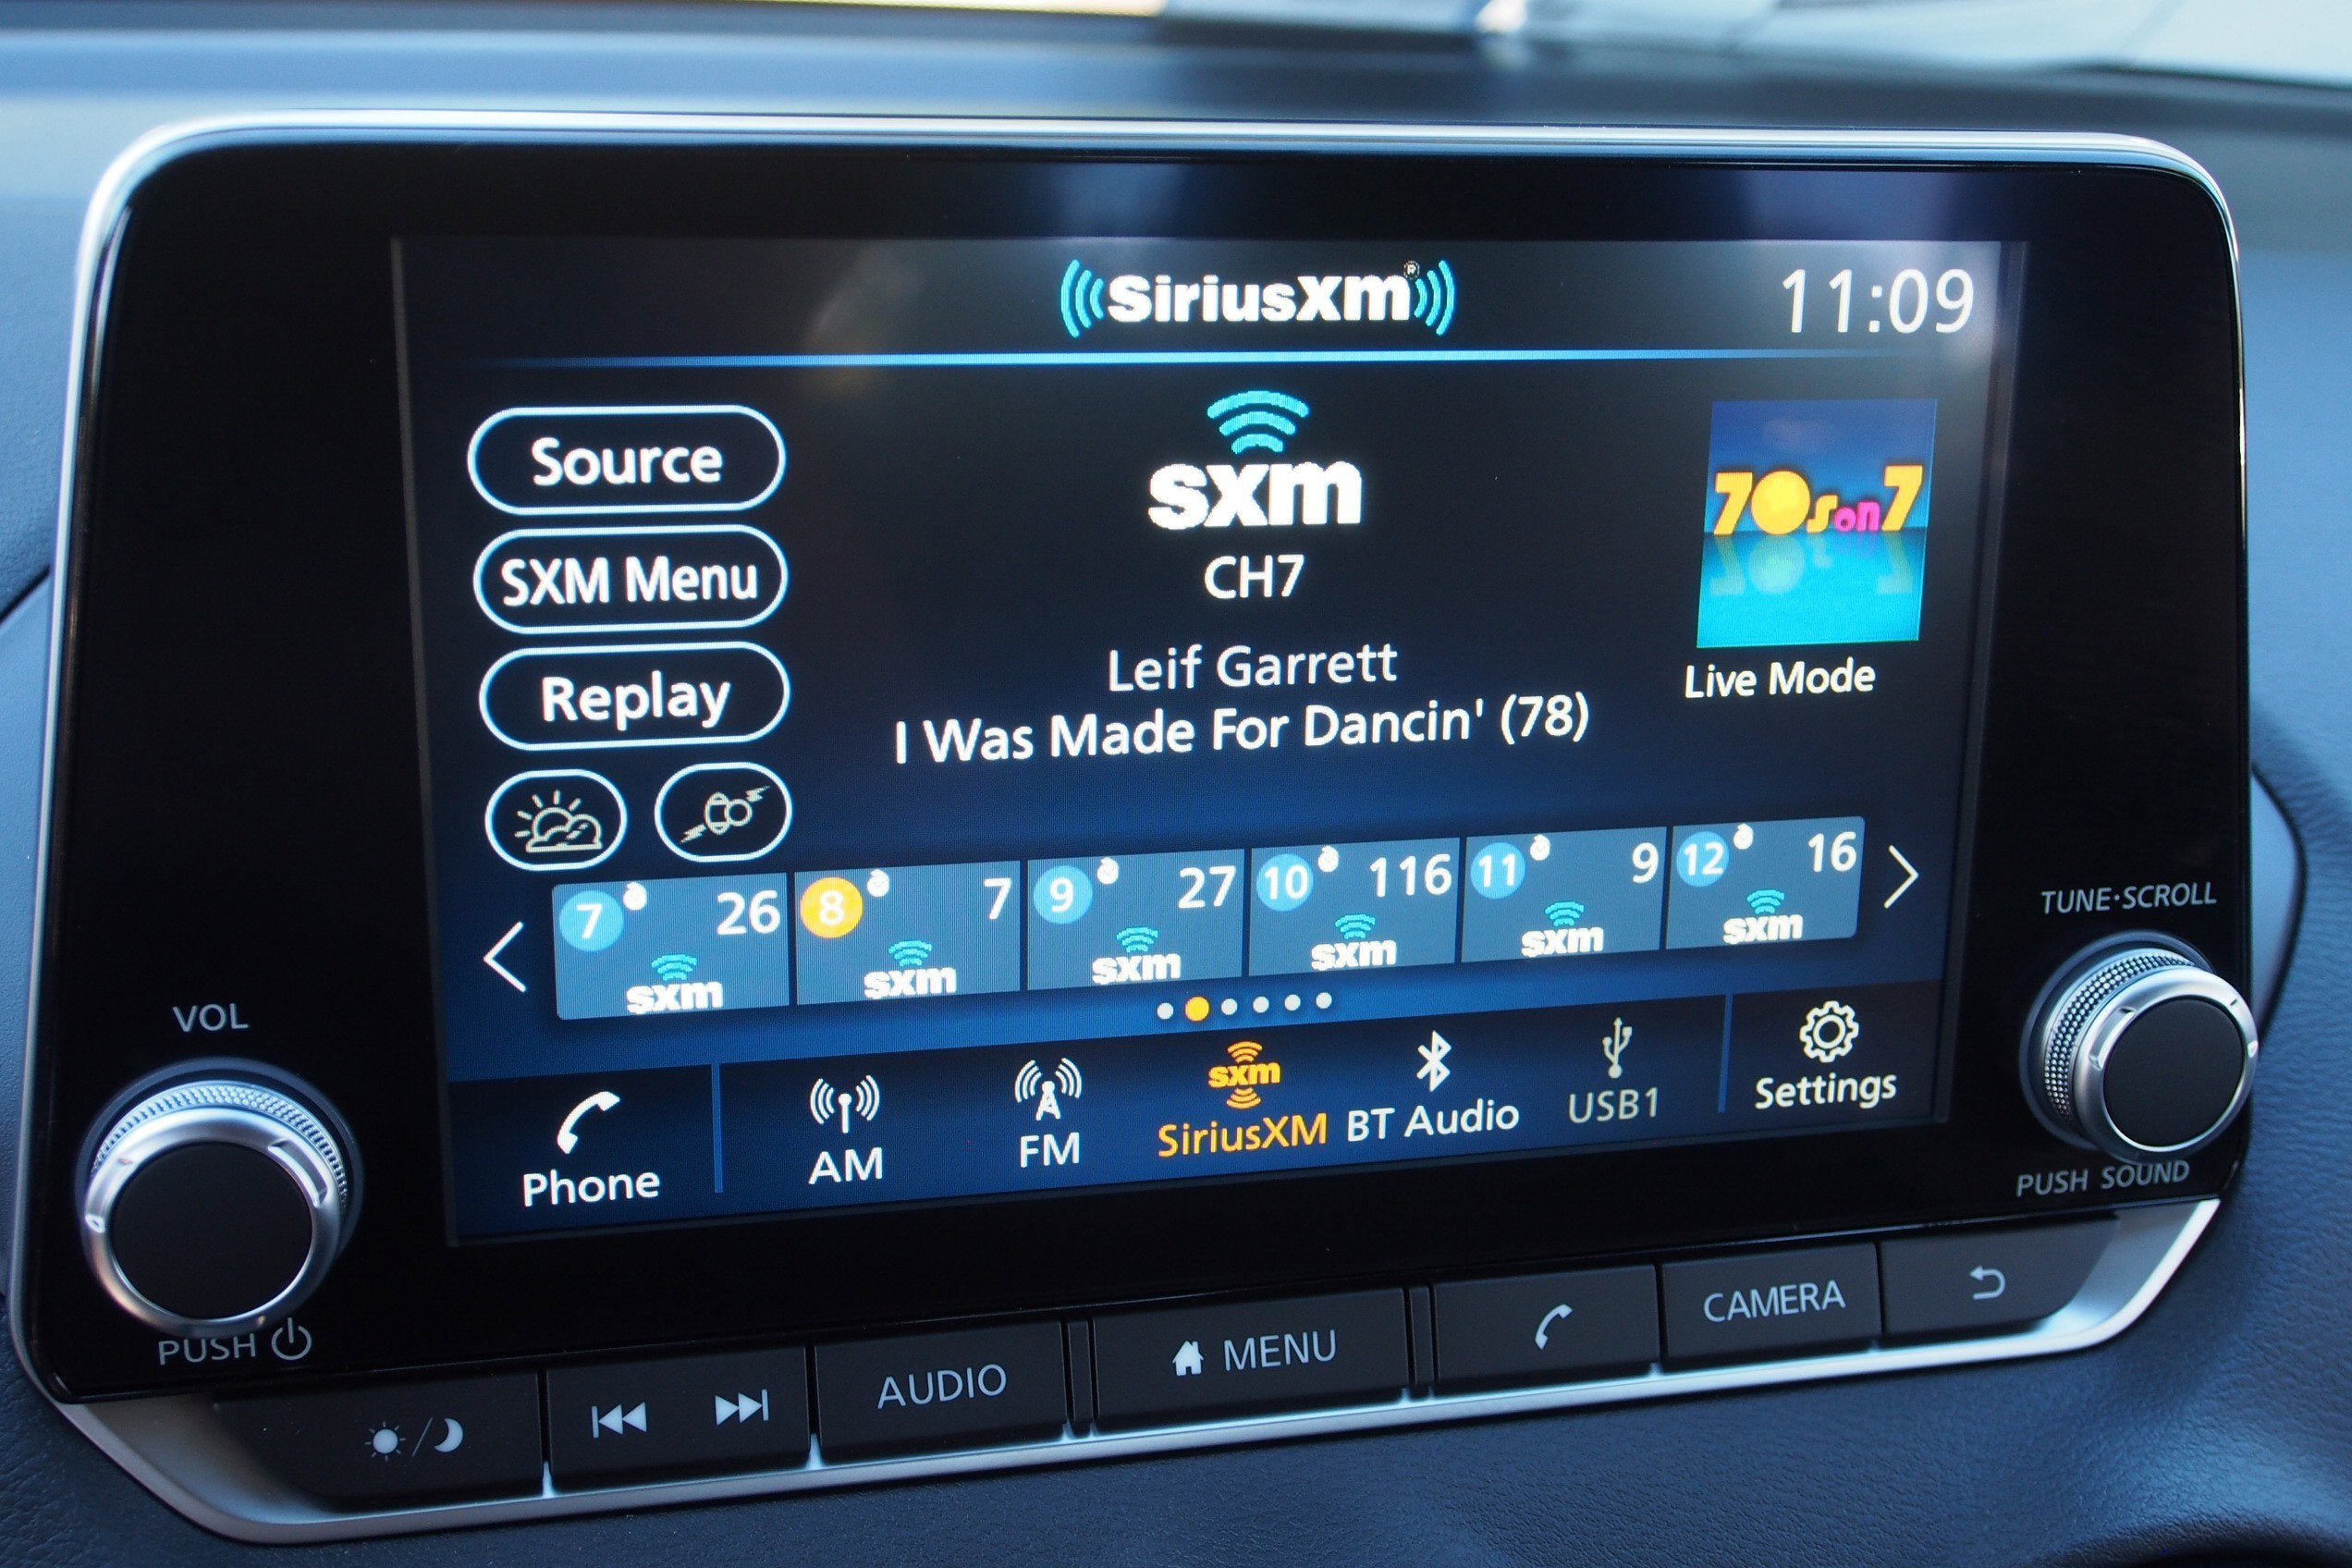 SiriusXM®
11:09
Source
SXM Menu
Replay
sxm
CH7
Leif Garrett
I Was Made For Dancin' (78)
70s on 7
Live Mode
7 26
sxm
8 7
sxm
9 27
sxm
10 116
sxm
11 9
sxm
12 16
sxm
Phone
AM
FM
sxm
SiriusXM
BT Audio
USB1
Settings
VOL
PUSH
TUNE·SCROLL
PUSH SOUND
AUDIO
MENU
CAMERA